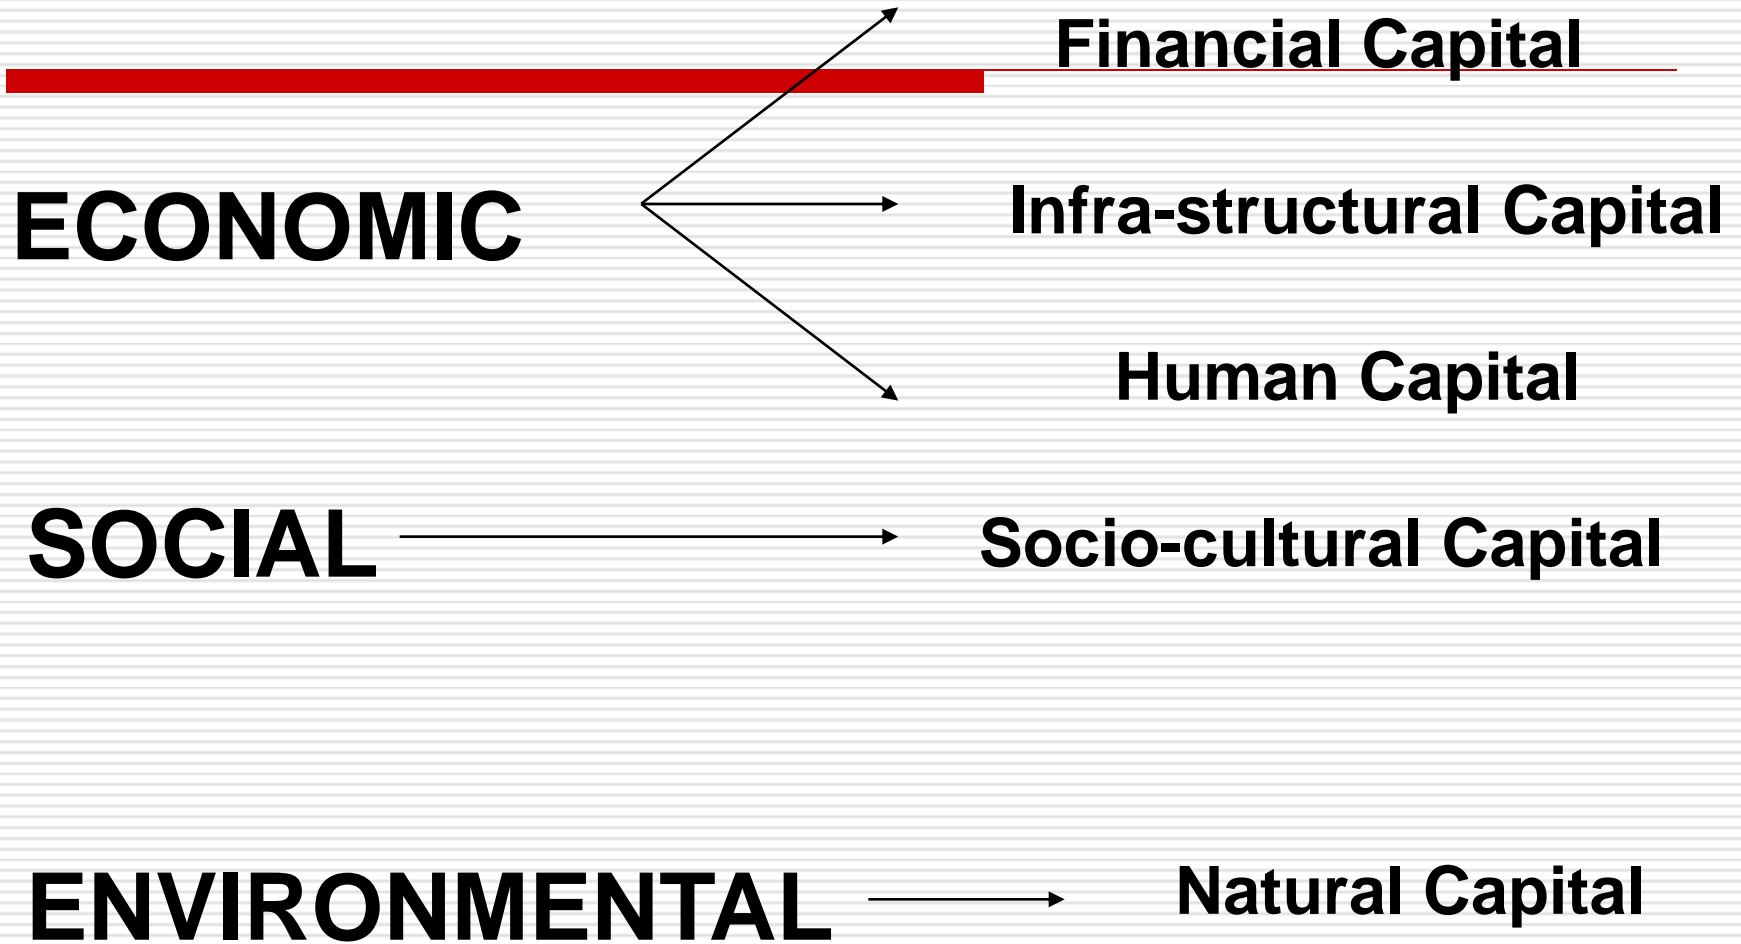 Financial Capital
ECONOMIC
Infra-structural Capital
Human Capital
SOCIAL
Socio-cultural Capital
ENVIRONMENTAL
Natural Capital